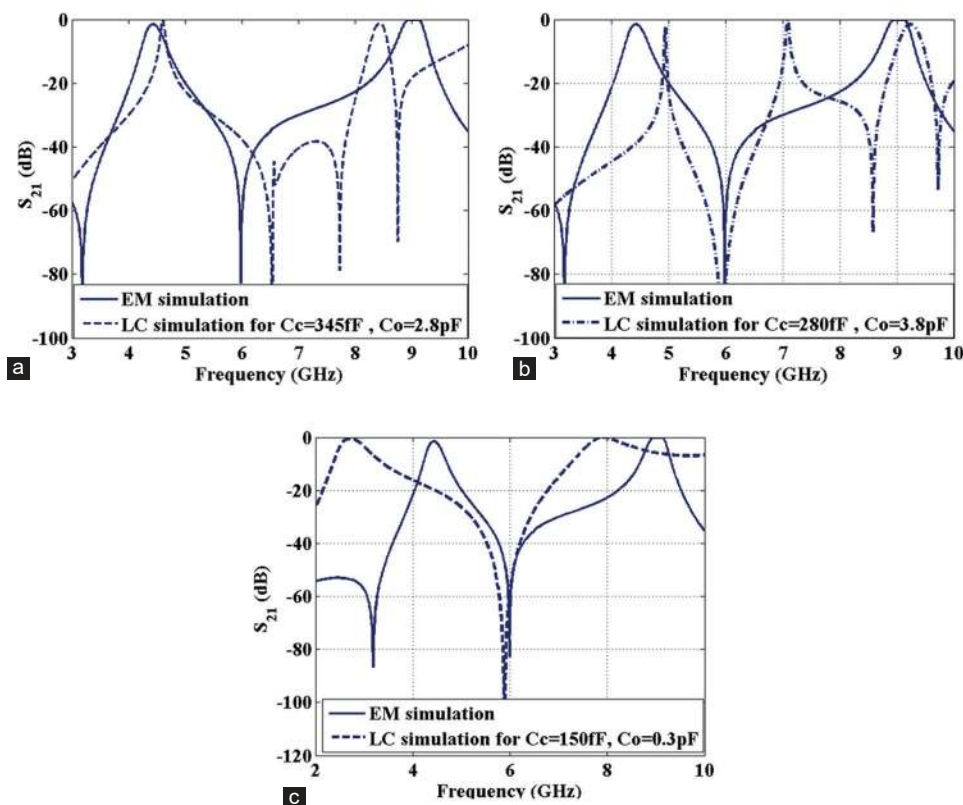 0
-20
-40
-60
-80
-100
S21 (dB)
EM simulation
LC simulation for Cc=345fF , Co=2.8pF
3 4 5 6 7 8 9 10
Frequency (GHz)
a
0
-20
-40
-60
-80
-100
S21 (dB)
EM simulation
LC simulation for Cc=280fF , Co=3.8pF
3 4 5 6 7 8 9 10
Frequency (GHz)
b
0
-20
-40
-60
-80
-100
-120
S21 (dB)
EM simulation
LC simulation for Cc=150fF, Co=0.3pF
2 4 6 8 10
Frequency (GHz)
c